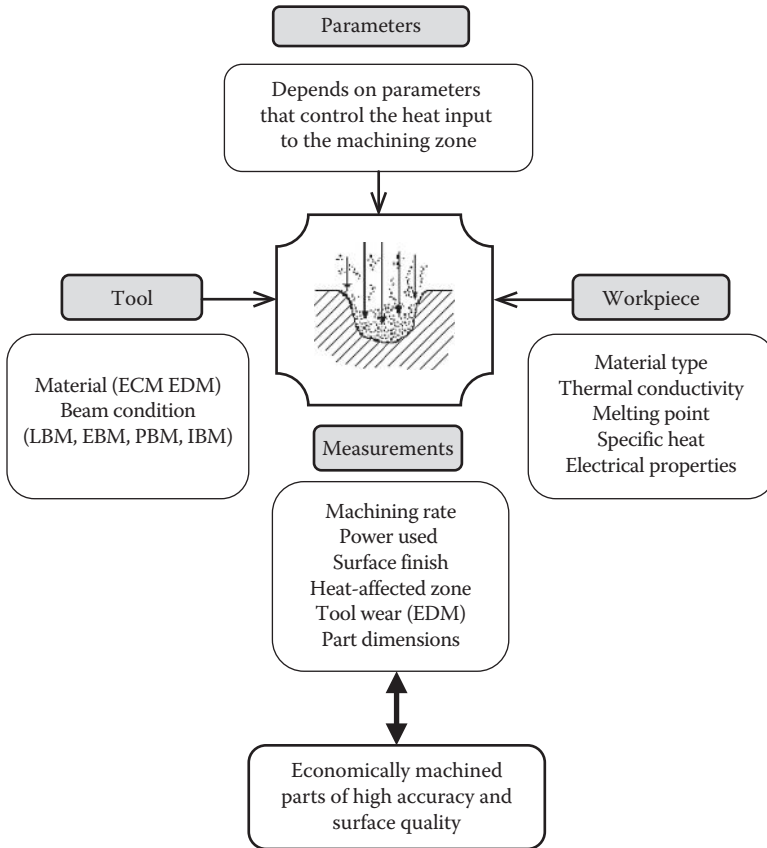 Parameters
Depends on parameters
that control the heat input
to the machining zone
Tool
Material (ECM EDM)
Beam condition
(LBM, EBM, PBM, IBM)
Workpiece
Material type
Thermal conductivity
Melting point
Specific heat
Electrical properties
Measurements
Machining rate
Power used
Surface finish
Heat-affected zone
Tool wear (EDM)
Part dimensions
Economically machined
parts of high accuracy and
surface quality